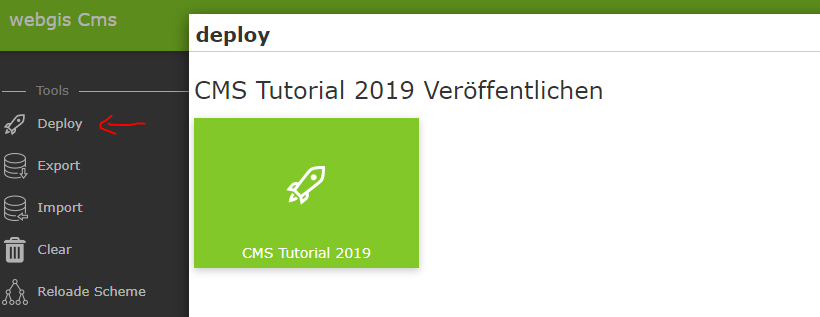 webgis Cms
deploy
Tools
Deploy
Export
Import
Clear
Reloade Scheme
CMS Tutorial 2019 Veröffentlichen
CMS Tutorial 2019